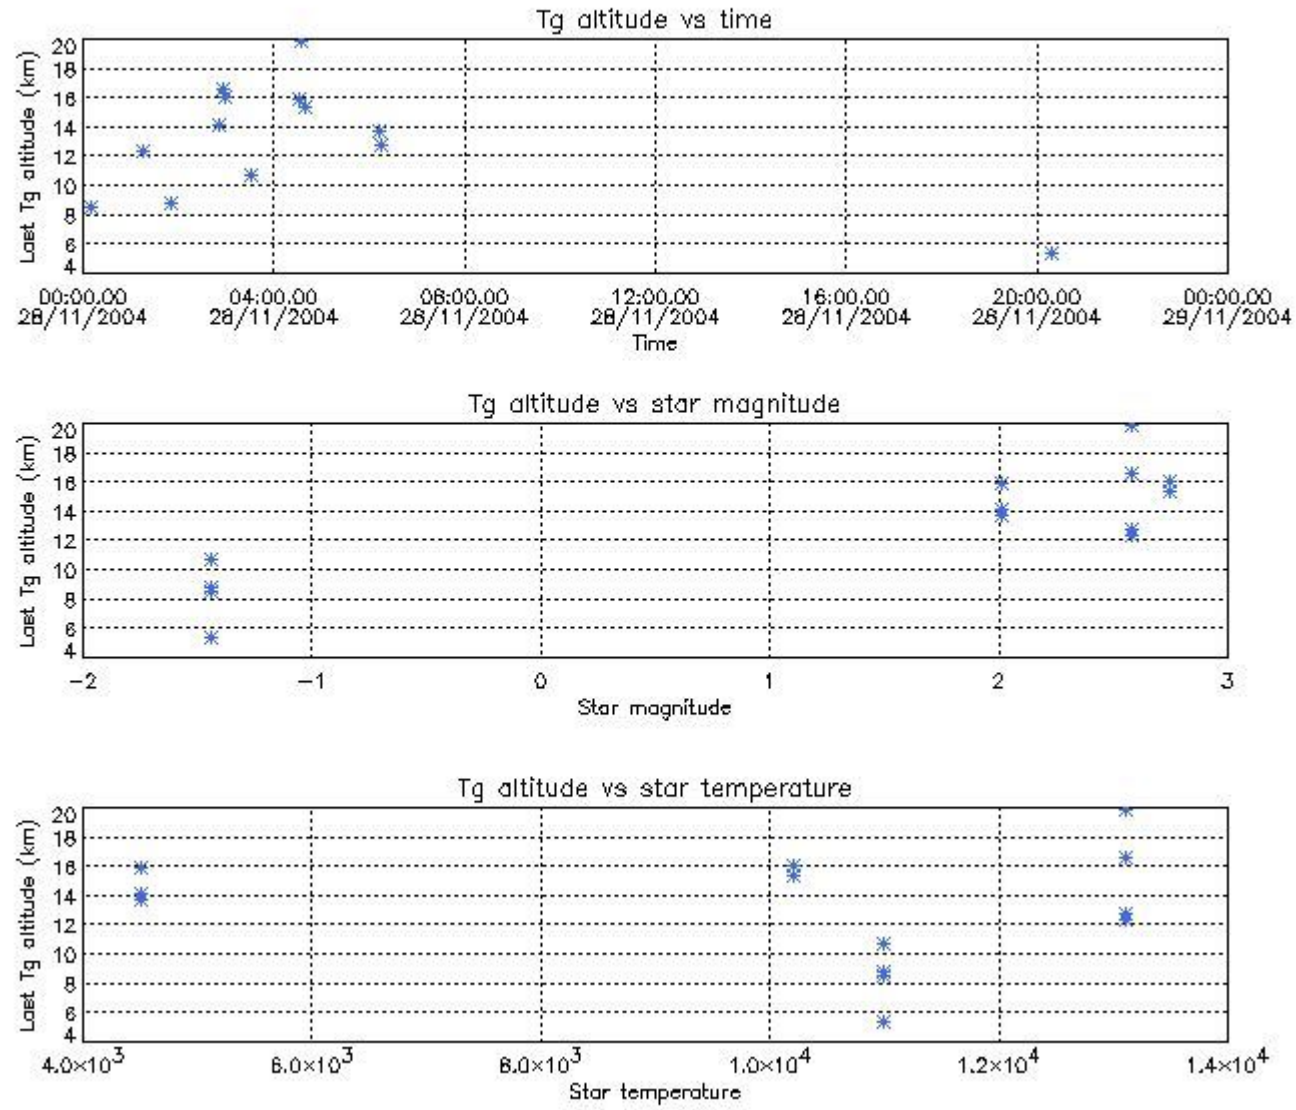 Tg altitude vs time
Last Tg altitude (km)
20
18
16
14
12
10
8
6
4
00:00.00 04:00.00 08:00.00 12:00.00 16:00.00 20:00.00 00:00.00
28/11/2004 28/11/2004 28/11/2004 28/11/2004 28/11/2004 28/11/2004 29/11/2004
Time
Tg altitude vs star magnitude
Last Tg altitude (km)
20
18
16
14
12
10
8
6
4
-2 -1 0 1 2 3
Star magnitude
Tg altitude vs star temperature
Last Tg altitude (km)
20
18
16
14
12
10
8
6
4
4.0×10³ 6.0×10³ 8.0×10³ 1.0×10⁴ 1.2×10⁴ 1.4×10⁴
Star temperature